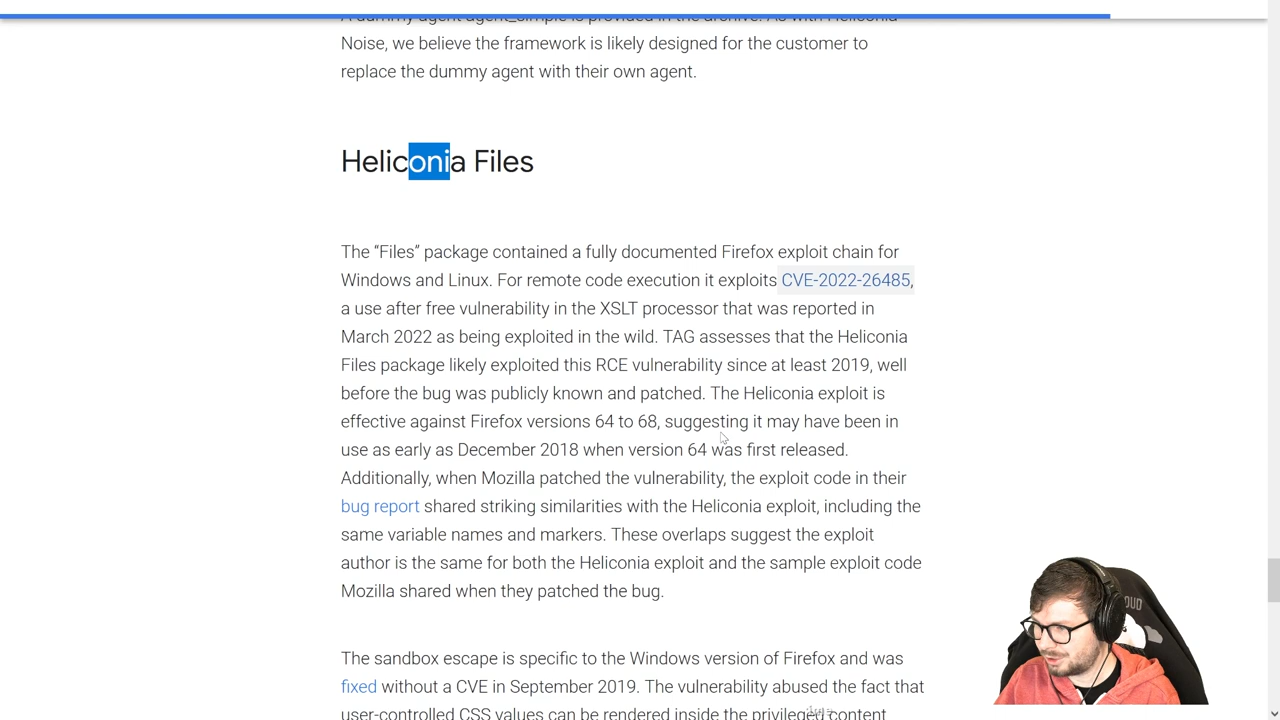 A dummy agent agent_simple is provided in the archive. As with Heliconia
Noise, we believe the framework is likely designed for the customer to
replace the dummy agent with their own agent.
Heliconia Files
The “Files” package contained a fully documented Firefox exploit chain for
Windows and Linux. For remote code execution it exploits CVE-2022-26485,
a use after free vulnerability in the XSLT processor that was reported in
March 2022 as being exploited in the wild. TAG assesses that the Heliconia
Files package likely exploited this RCE vulnerability since at least 2019, well
before the bug was publicly known and patched. The Heliconia exploit is
effective against Firefox versions 64 to 68, suggesting it may have been in
use as early as December 2018 when version 64 was first released.
Additionally, when Mozilla patched the vulnerability, the exploit code in their
bug report shared striking similarities with the Heliconia exploit, including the
same variable names and markers. These overlaps suggest the exploit
author is the same for both the Heliconia exploit and the sample exploit code
Mozilla shared when they patched the bug.
The sandbox escape is specific to the Windows version of Firefox and was
fixed without a CVE in September 2019. The vulnerability abused the fact that
user-controlled CSS values can be rendered inside the privileged content